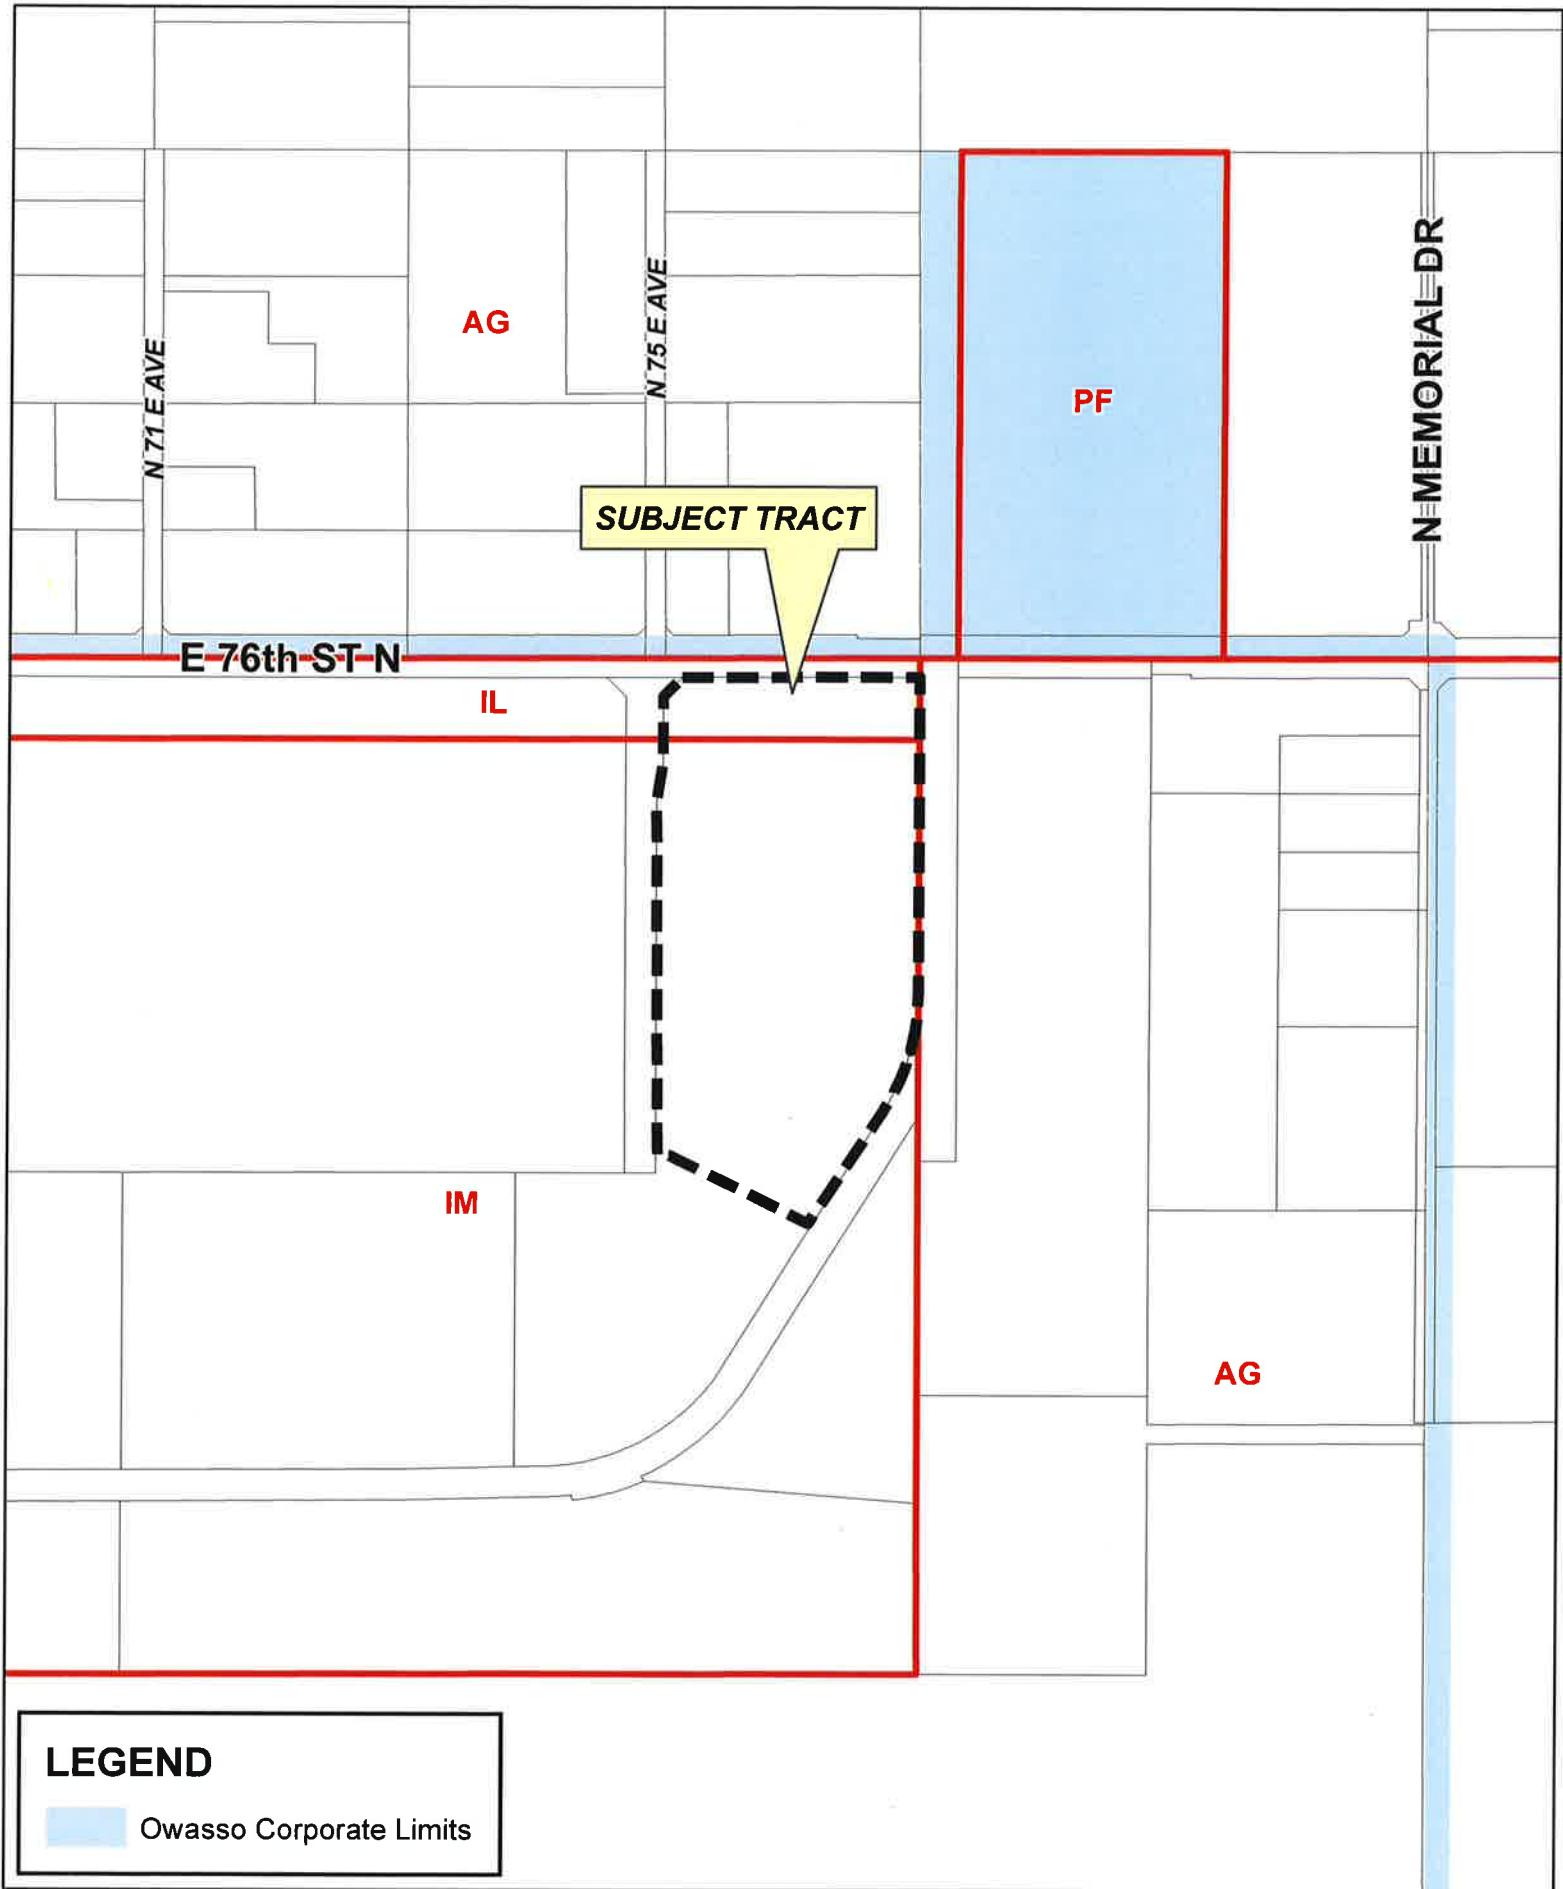 N MEMORIAL DR
N 75 E AVE
AG
N 71 E AVE
PF
SUBJECT TRACT
E 76th ST N
IL
IM
AG
LEGEND
Owasso Corporate Limits